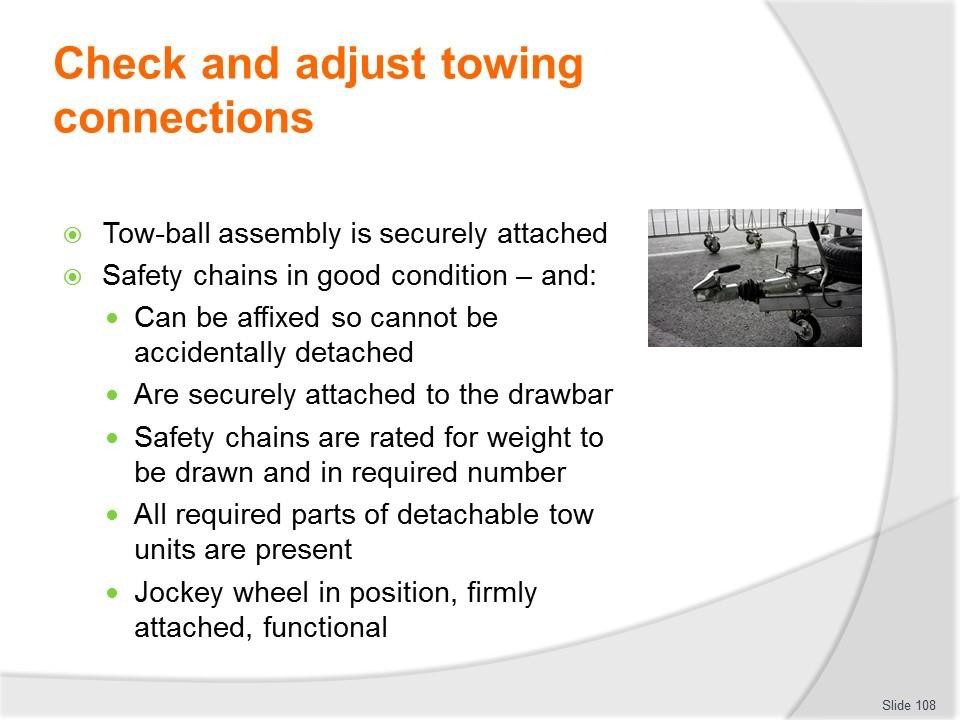 Check and adjust towing
connections
Tow-ball assembly is securely attached
Safety chains in good condition – and:
Can be affixed so cannot be
accidentally detached
Are securely attached to the drawbar
Safety chains are rated for weight to
be drawn and in required number
All required parts of detachable tow
units are present
Jockey wheel in position, firmly
attached, functional
Slide 108